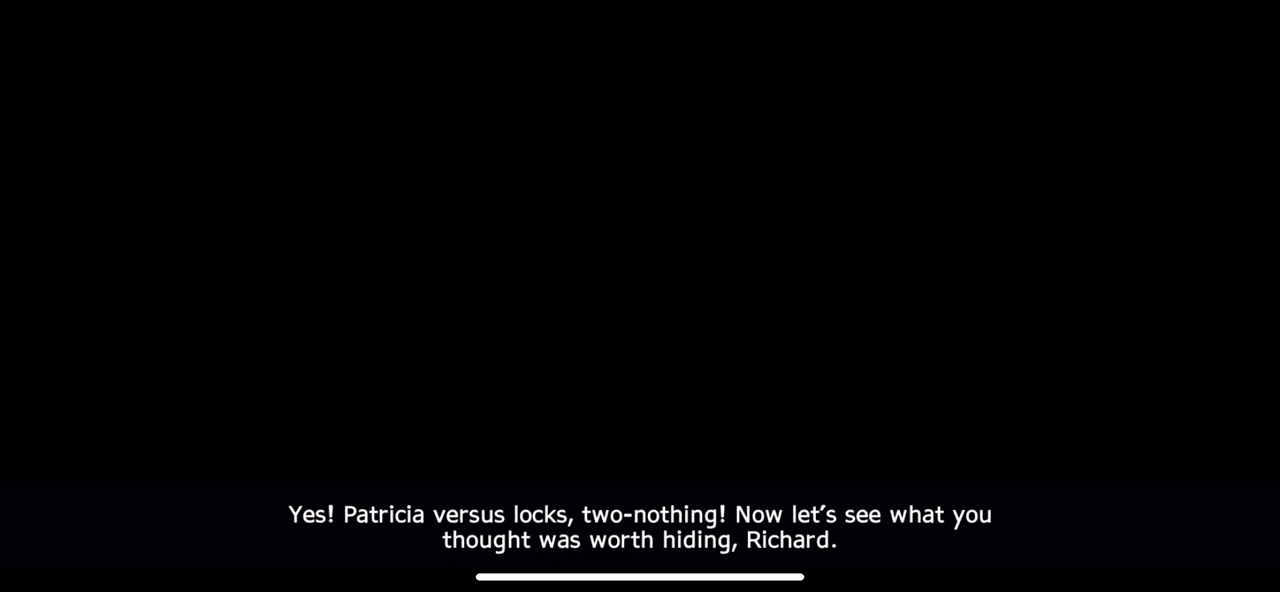 Yes! Patricia versus locks, two-nothing! Now let's see what you
thought was worth hiding, Richard.